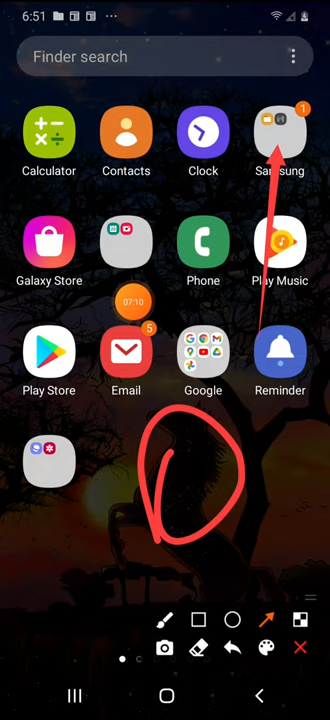 6:51
Finder search
1
Calculator Contacts Clock Samsung
Galaxy Store Phone Play Music
07:10
5
Play Store Email Google Reminder